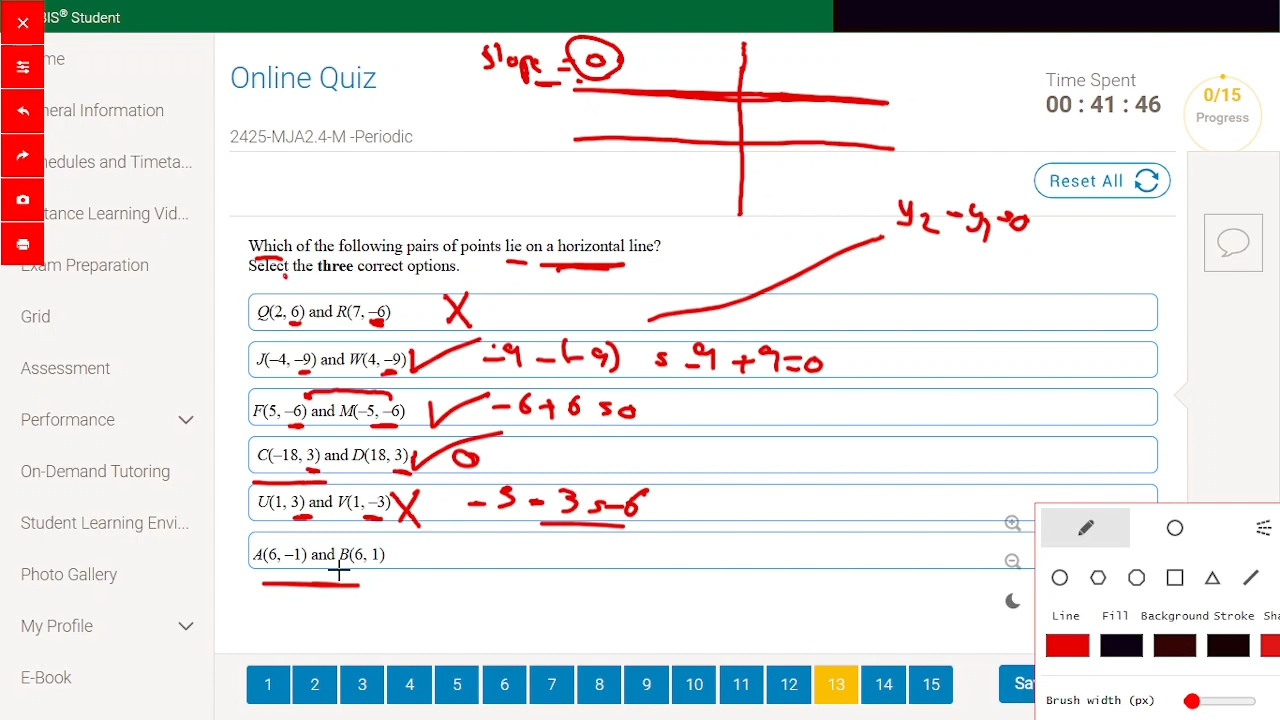 BIS® Student
me
neral Information
hedules and Timeta...
stance Learning Vid...
Exam Preparation
Grid
Assessment
Performance
On-Demand Tutoring
Student Learning Envi...
Photo Gallery
My Profile
E-Book
Online Quiz
slope = 0
2425-MJA2.4-M -Periodic
Time Spent
00 : 41 : 46
0/15
Progress
Reset All
y2 - y1 = 0
Which of the following pairs of points lie on a horizontal line?
Select the three correct options.
Q(2, 6) and R(7, –6) X
J(–4, –9) and W(4, –9) ✓ -9 - (-9) = -9 + 9 = 0
F(5, –6) and M(–5, –6) ✓ -6 + 6 = 0
C(–18, 3) and D(18, 3) ✓ 0
U(1, 3) and V(1, –3) X -3 - 3 = -6
A(6, –1) and B(6, 1)
1 2 3 4 5 6 7 8 9 10 11 12 13 14 15
Sa
Line Fill Background Stroke Sha
Brush width (px)